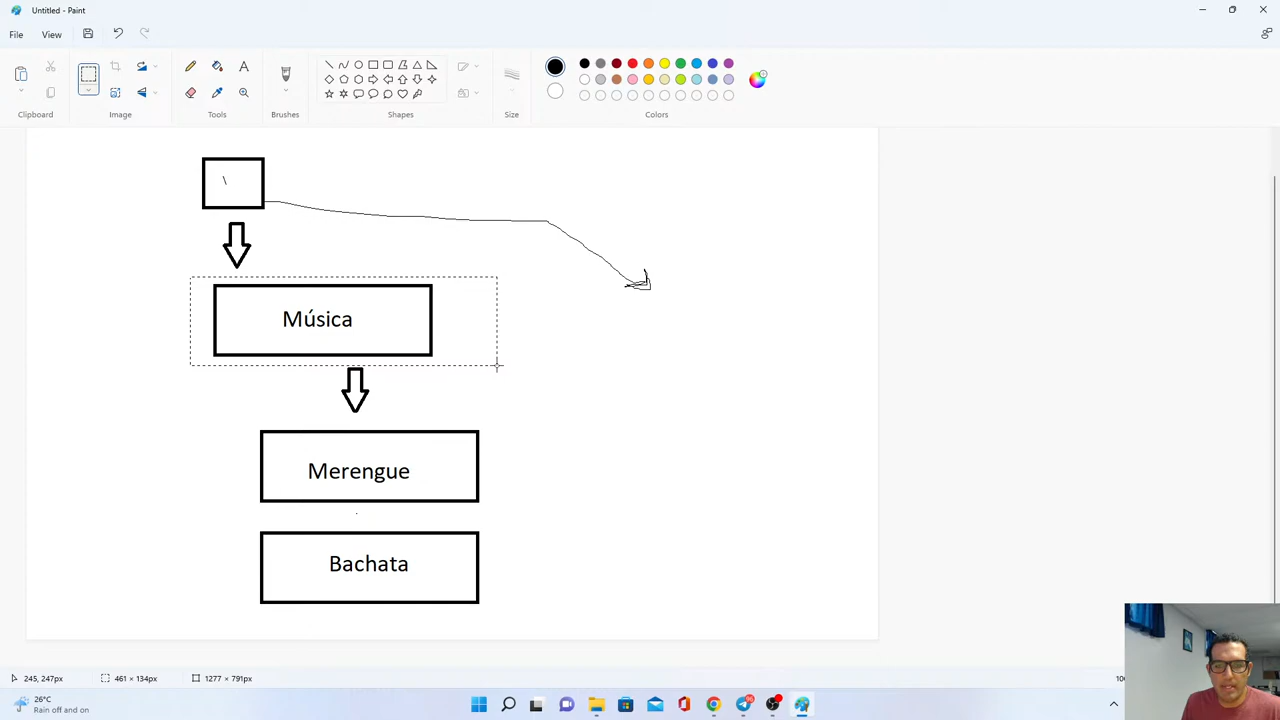 Untitled - Paint
File
View
Clipboard
Image
Tools
Brushes
Shapes
Size
Colors
\
Música
Merengue
Bachata
245, 247px
461 × 134px
1277 × 791px
26°C
Rain off and on